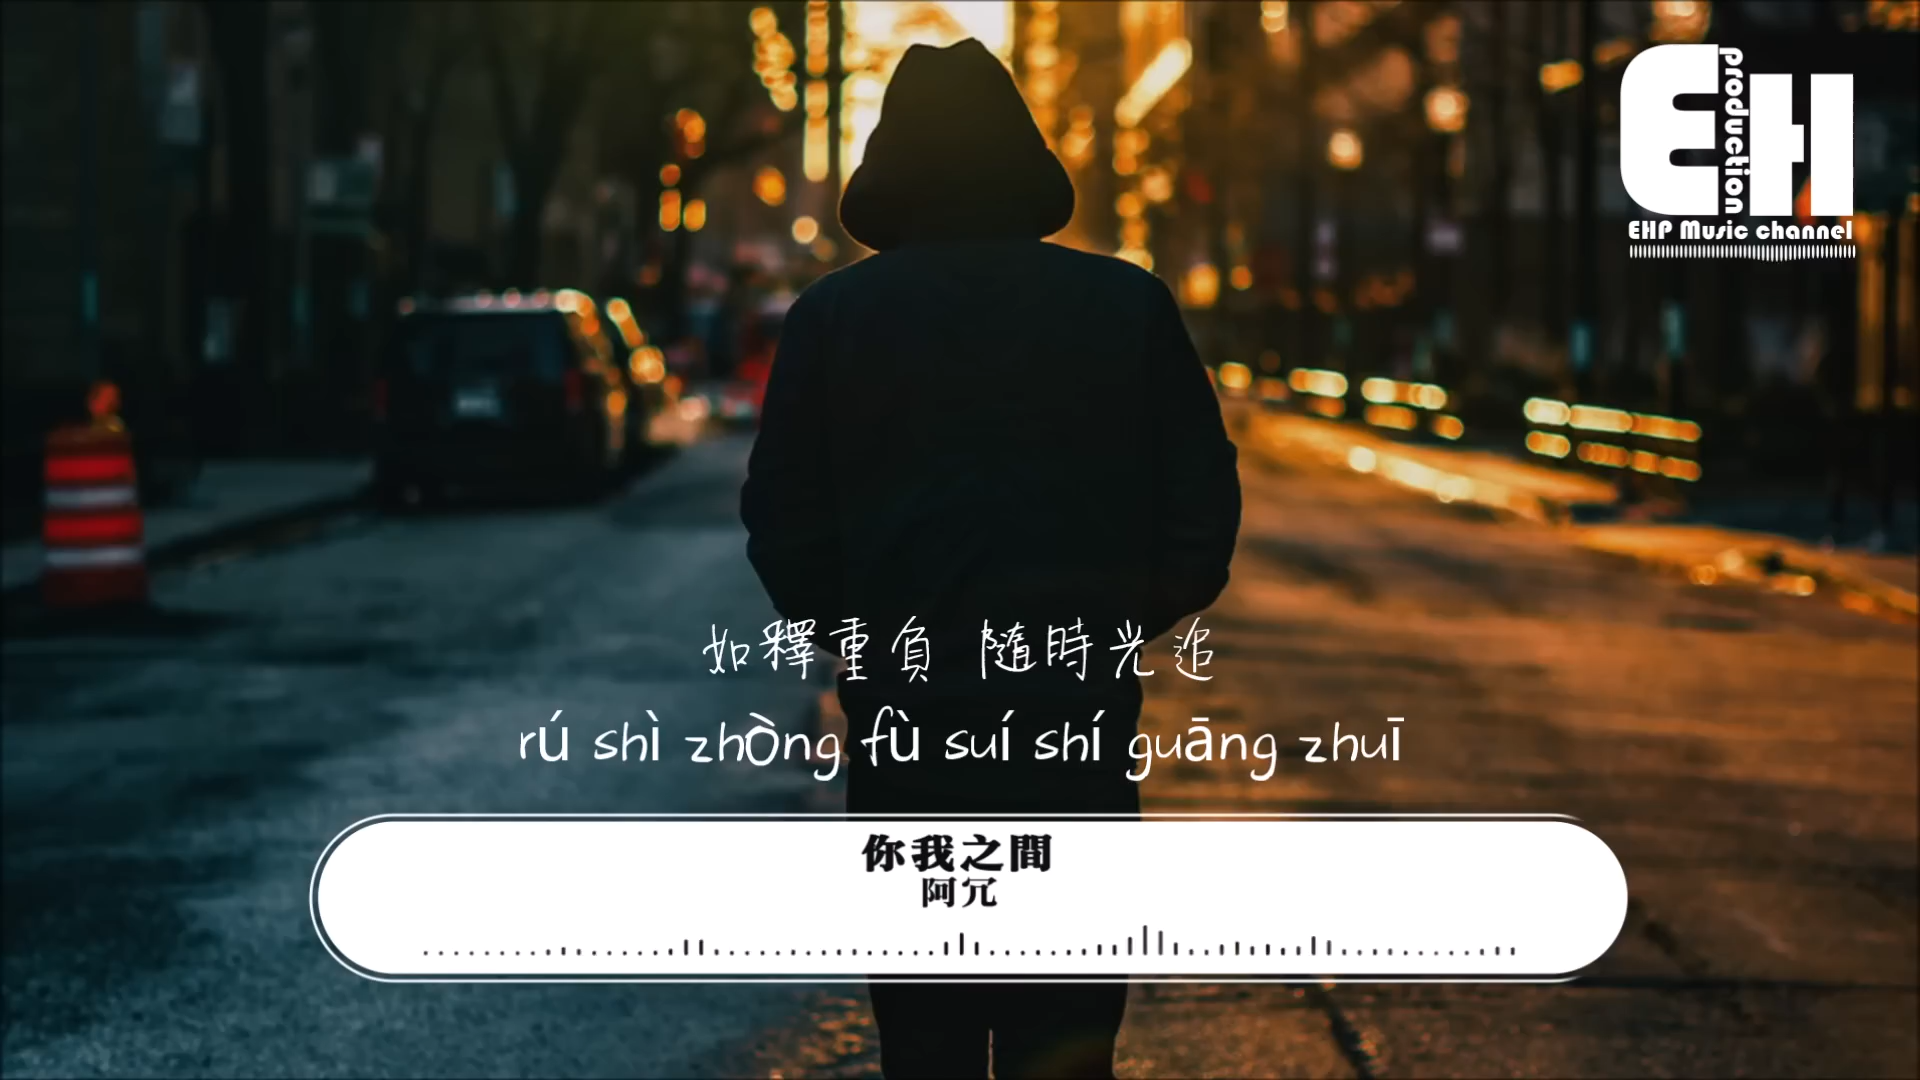 production
EH
EHP Music channel
如釋重負 隨時光追
rú shì zhòng fù suí shí guāng zhuī
你我之間
阿冗